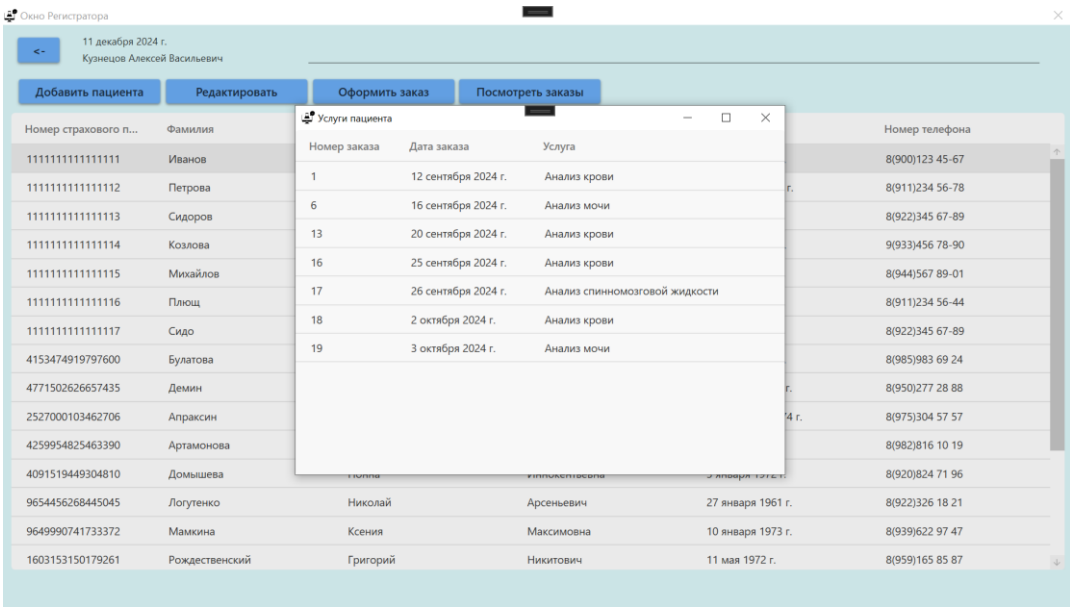 Окно Регистратора
<- 11 декабря 2024 г.
Кузнецов Алексей Васильевич
Добавить пациента Редактировать Оформить заказ Посмотреть заказы
Услуги пациента
Номер страхового п... Фамилия Номер телефона
Номер заказа Дата заказа Услуга
1111111111111111 Иванов 8(900)123 45-67
1 12 сентября 2024 г. Анализ крови
1111111111111112 Петрова г. 8(911)234 56-78
6 16 сентября 2024 г. Анализ мочи
1111111111111113 Сидоров 8(922)345 67-89
13 20 сентября 2024 г. Анализ крови
1111111111111114 Козлова 9(933)456 78-90
16 25 сентября 2024 г. Анализ крови
1111111111111115 Михайлов 8(944)567 89-01
17 26 сентября 2024 г. Анализ спинномозговой жидкости
1111111111111116 Плющ 8(911)234 56-44
18 2 октября 2024 г. Анализ крови
1111111111111117 Сидо 8(922)345 67-89
19 3 октября 2024 г. Анализ мочи
4153474919797600 Булатова 8(985)983 69 24
4771502626657435 Демин г. 8(950)277 28 88
2527000103462706 Апраксин '4 г. 8(975)304 57 57
4259954825463390 Артамонова 8(982)816 10 19
4091519449304810 Домышева 8(920)824 71 96
9654456268445045 Логутенко Николай Арсеньевич 27 января 1961 г. 8(922)326 18 21
9649990741733372 Мамкина Ксения Максимовна 10 января 1973 г. 8(939)622 97 47
1603153150179261 Рождественский Григорий Никитович 11 мая 1972 г. 8(959)165 85 87